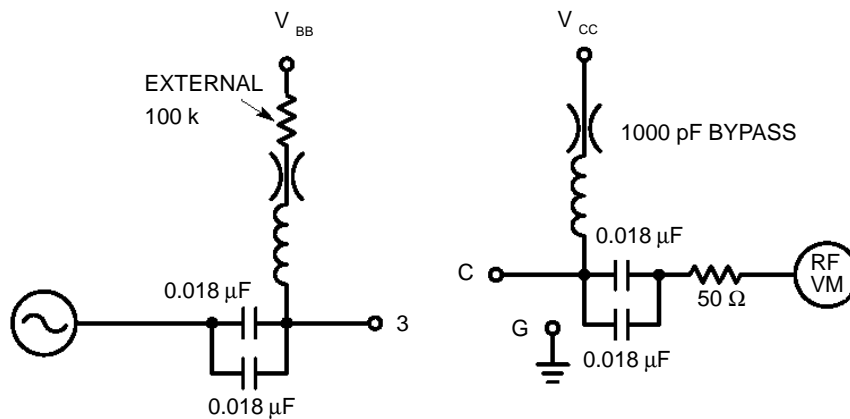 V BB
EXTERNAL
100 k
0.018 μF
3
0.018 μF
V CC
1000 pF BYPASS
0.018 μF
C
RF
VM
50 Ω
G
0.018 μF